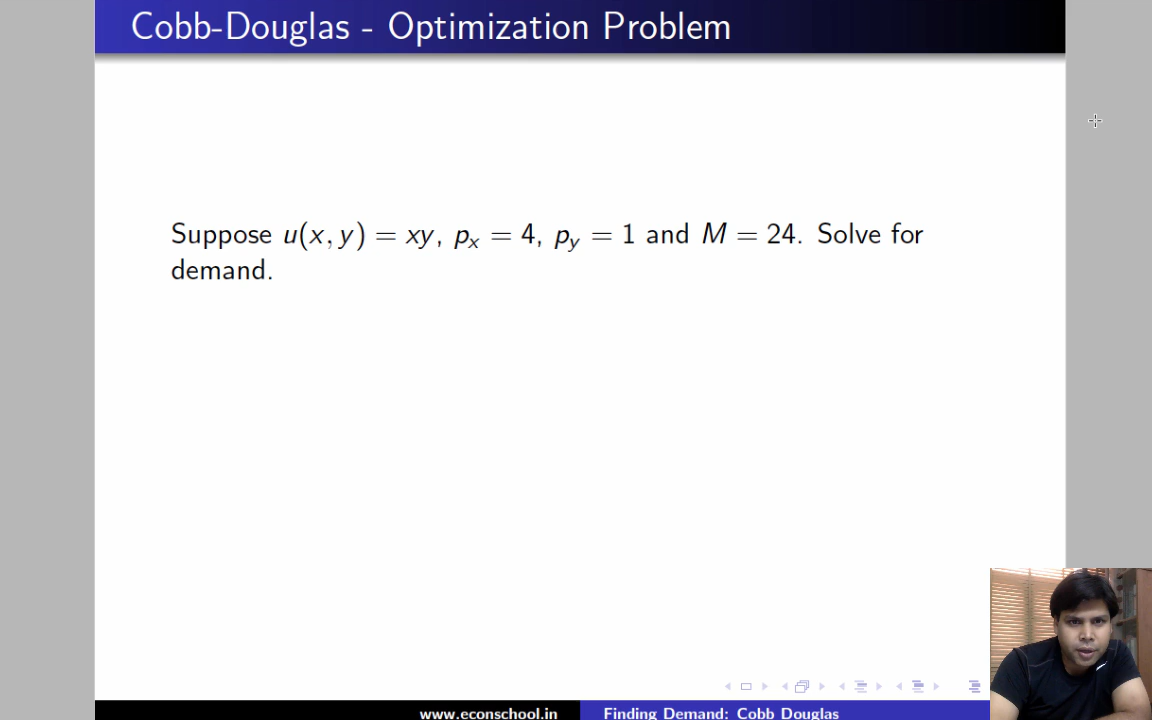 Cobb-Douglas - Optimization Problem
Suppose u(x, y) = xy, pₓ = 4, p_y = 1 and M = 24. Solve for
demand.
www.econschool.in
Finding Demand: Cobb Douglas